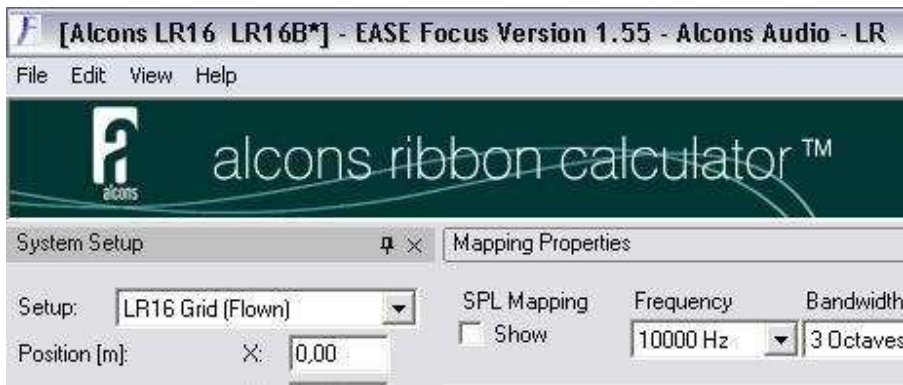 [Alcons LR16 LR16B*] - EASE Focus Version 1.55 - Alcons Audio - LR
File Edit View Help
alcons
alcons ribbon calculator™
System Setup
Mapping Properties
Setup: LR16 Grid (Flown)
SPL Mapping Frequency Bandwidth
Show 10000 Hz 3 Octaves
Position [m]: X: 0,00